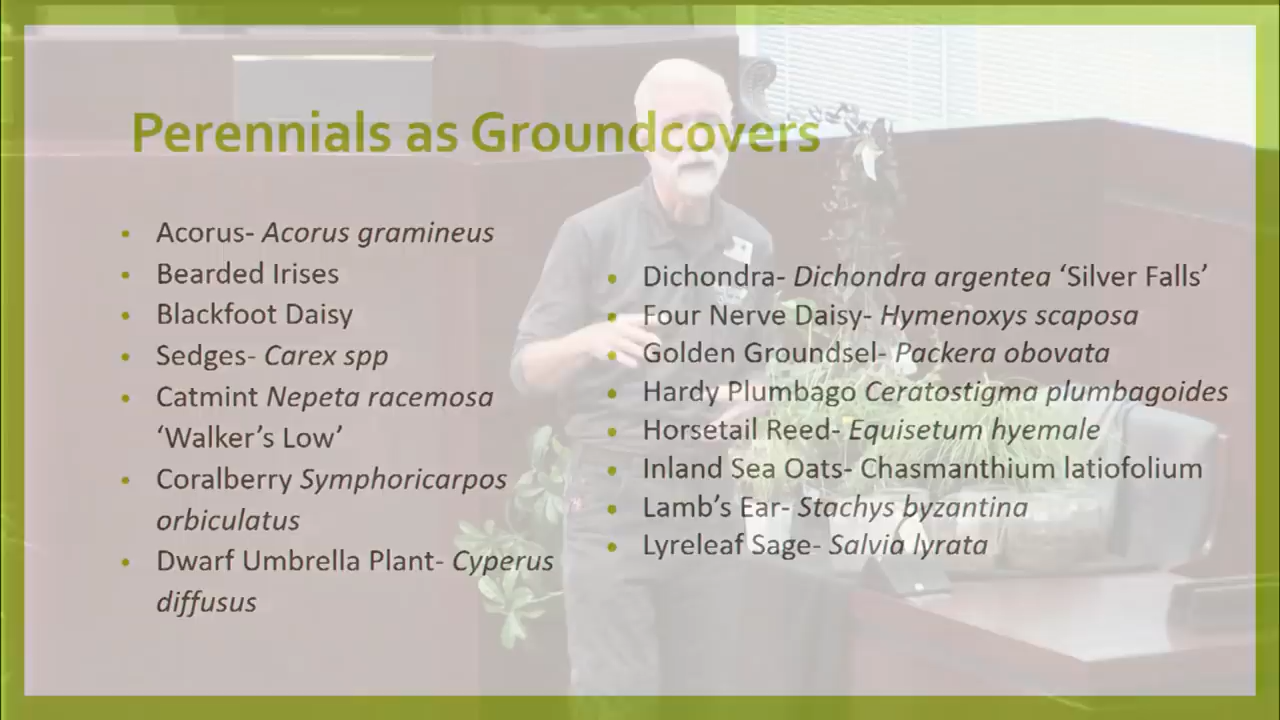 Perennials as Groundcovers
• Acorus- Acorus gramineus
• Bearded Irises
• Blackfoot Daisy
• Sedges- Carex spp
• Catmint Nepeta racemosa
‘Walker’s Low’
• Coralberry Symphoricarpos
orbiculatus
• Dwarf Umbrella Plant- Cyperus
diffusus
• Dichondra- Dichondra argentea ‘Silver Falls’
• Four Nerve Daisy- Hymenoxys scaposa
• Golden Groundsel- Packera obovata
• Hardy Plumbago Ceratostigma plumbagoides
• Horsetail Reed- Equisetum hyemale
• Inland Sea Oats- Chasmanthium latiofolium
• Lamb’s Ear- Stachys byzantina
• Lyreleaf Sage- Salvia lyrata